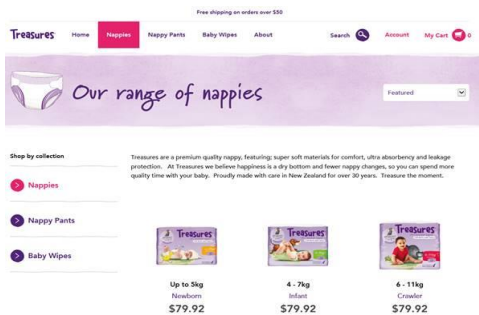 Free shipping on orders over $50
Treasures Home Nappies Nappy Pants Baby Wipes About Search Account My Cart 0
Our range of nappies
Featured
Shop by collection
Treasures are a premium quality nappy, featuring; super soft materials for comfort, ultra absorbency and leakage
protection. At Treasures we believe happiness is a dry bottom and fewer nappy changes, so you can spend more
quality time with your baby. Proudly made with care in New Zealand for over 30 years. Treasure the moment.
Nappies
Nappy Pants
Baby Wipes
Treasures Treasures Treasures
Up to 5kg 4 - 7kg 6 - 11kg
Newborn Infant Crawler
$79.92 $79.92 $79.92